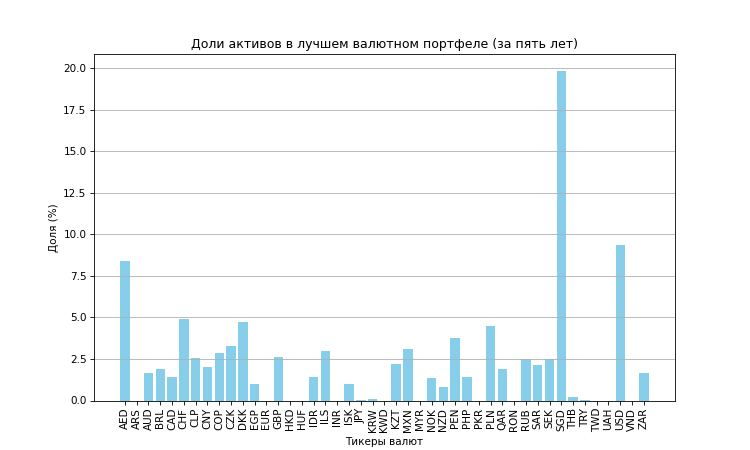 Доли активов в лучшем валютном портфеле (за пять лет)
Доля (%)
20.0
17.5
15.0
12.5
10.0
7.5
5.0
2.5
0.0
AED ARS AUD BRL CAD CHF CLP CNY COP CZK DKK EGP EUR GBP HKD HUF IDR ILS INR ISK JPY KRW KWD KZT MXN MYR NOK NZD PEN PHP PKR PLN QAR RON RUB SAR SEK SGD THB TRY TWD UAH USD VND ZAR
Тикеры валют